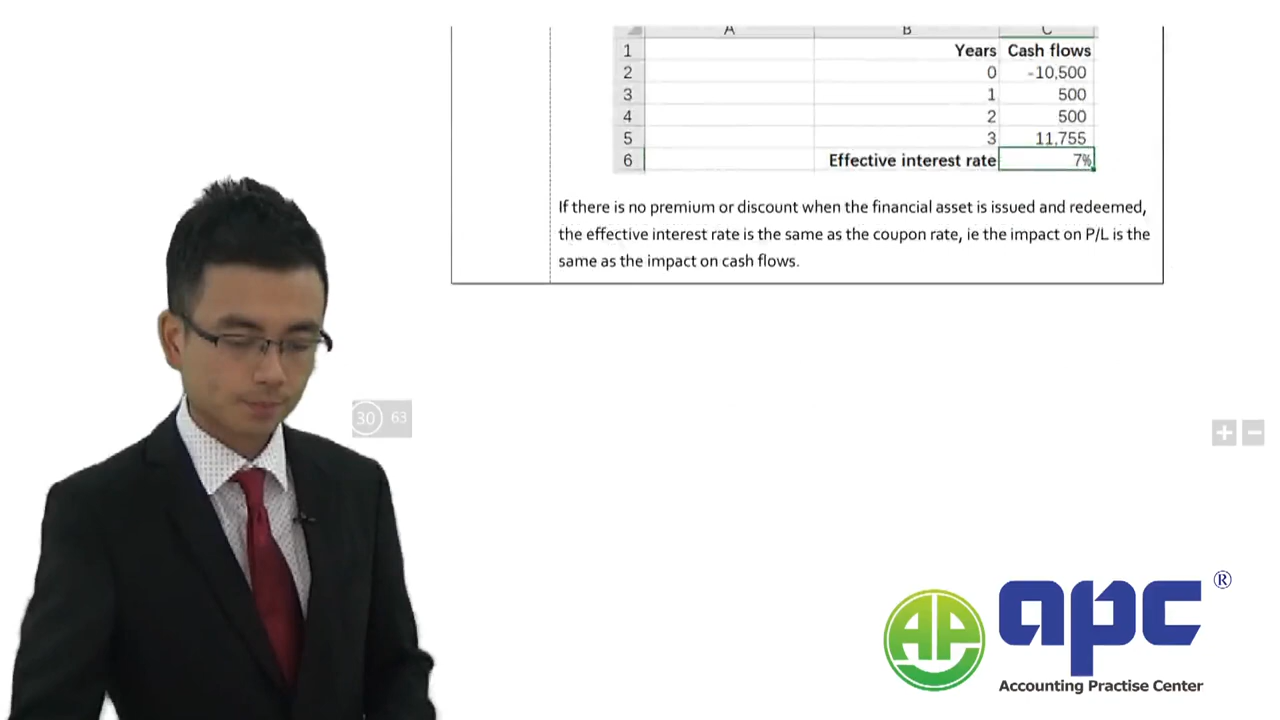 A B C
1 Years Cash flows
2 0 -10,500
3 1 500
4 2 500
5 3 11,755
6 Effective interest rate 7%
If there is no premium or discount when the financial asset is issued and redeemed,
the effective interest rate is the same as the coupon rate, ie the impact on P/L is the
same as the impact on cash flows.
30 63
+ −
AP apc ®
Accounting Practise Center